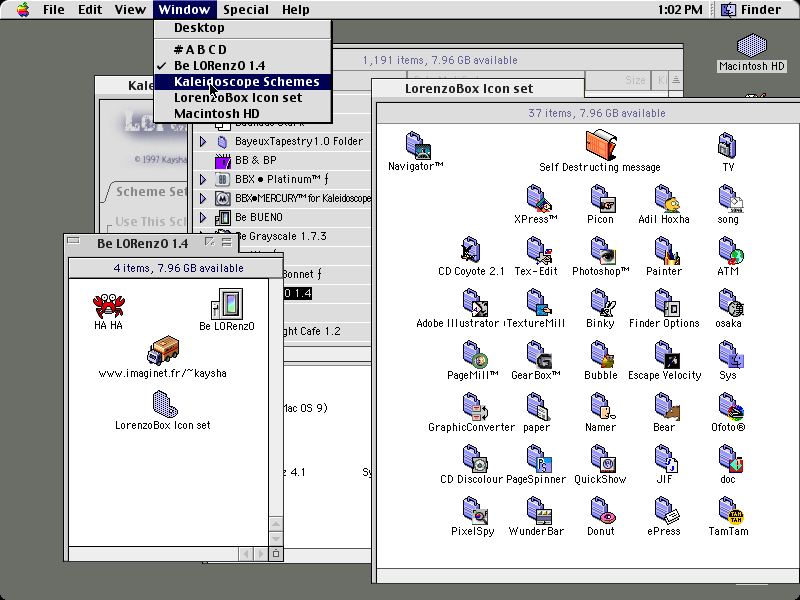 File Edit View Window Special Help 1:02 PM Finder
Desktop
# A B C D
Be LORenzO 1.4
Kaleidoscope Schemes
LorenzoBox Icon set
Macintosh HD
Macintosh HD
1,191 items, 7.96 GB available
Size
Kale
© 1997 Kaysha
Scheme Set
Use This Sch
BayeuxTapestry1.0 Folder
BB & BP
BBX • Platinum™ ƒ
BBX•MERCURY™ for Kaleidoscope
Be BUENO
Be Grayscale 1.7.3
Bonnet ƒ
O 1.4
ght Cafe 1.2
Mac OS 9)
e 4.1
Sy
LorenzoBox Icon set
37 items, 7.96 GB available
Navigator™
Self Destructing message
TV
XPress™
Picon
Adil Hoxha
song
CD Coyote 2.1
Tex-Edit
Photoshop™
Painter
ATM
Adobe Illustrator
TextureMill
Binky
Finder Options
osaka
PageMill™
GearBox™
Bubble
Escape Velocity
Sys
GraphicConverter
paper
Namer
Bear
Ofoto®
CD Discolour
PageSpinner
QuickShow
JIF
doc
PixelSpy
WunderBar
Donut
ePress
TamTam
Be LORenzO 1.4
4 items, 7.96 GB available
HA HA
Be LORenzO
www.imaginet.fr/~kaysha
LorenzoBox Icon set